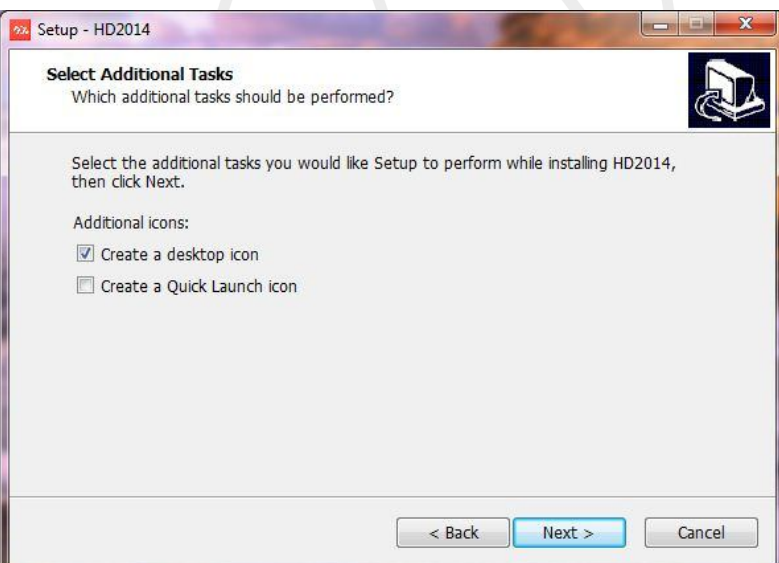 Setup - HD2014
Select Additional Tasks
Which additional tasks should be performed?
Select the additional tasks you would like Setup to perform while installing HD2014,
then click Next.
Additional icons:
Create a desktop icon
Create a Quick Launch icon
< Back Next > Cancel